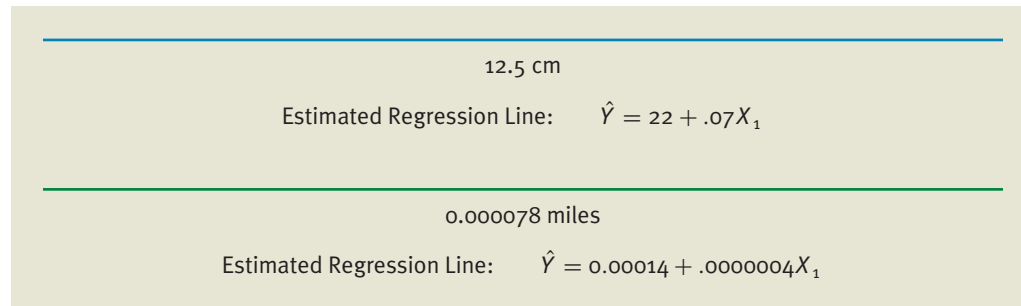 12.5 cm
Estimated Regression Line: Ŷ = 22 + .07X₁
0.000078 miles
Estimated Regression Line: Ŷ = 0.00014 + .0000004X₁